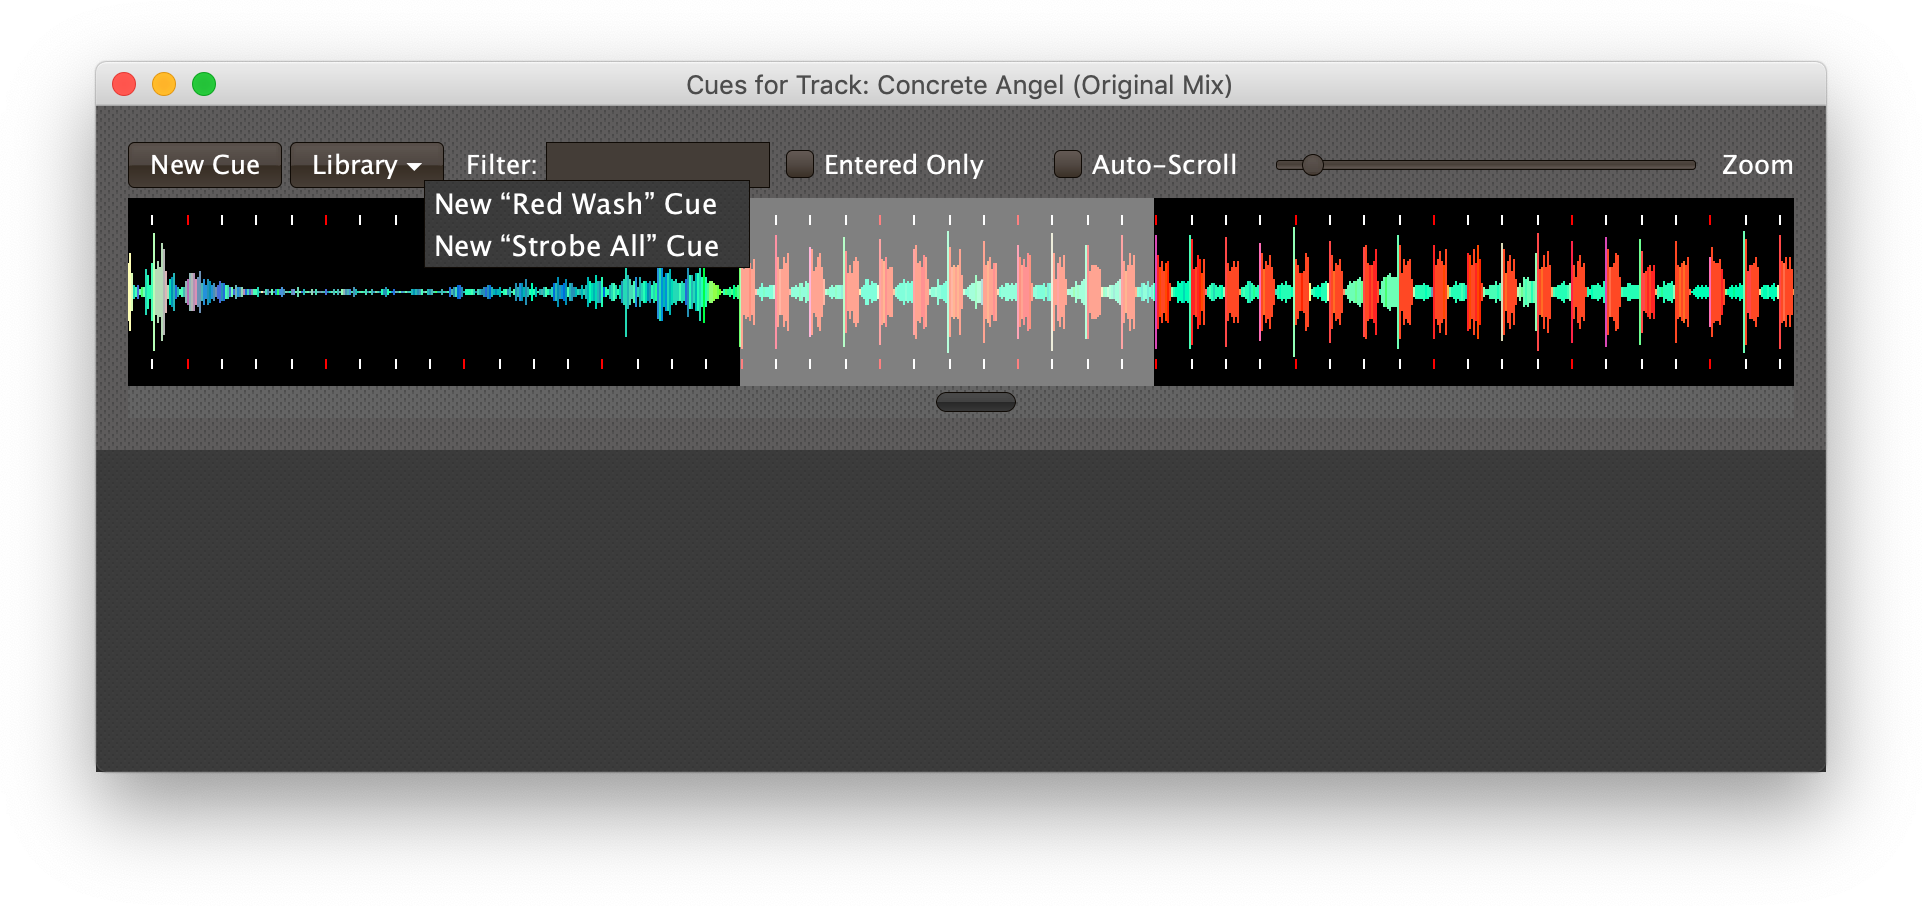 Cues for Track: Concrete Angel (Original Mix)
New Cue Library Filter: Entered Only Auto-Scroll Zoom
New “Red Wash” Cue
New “Strobe All” Cue